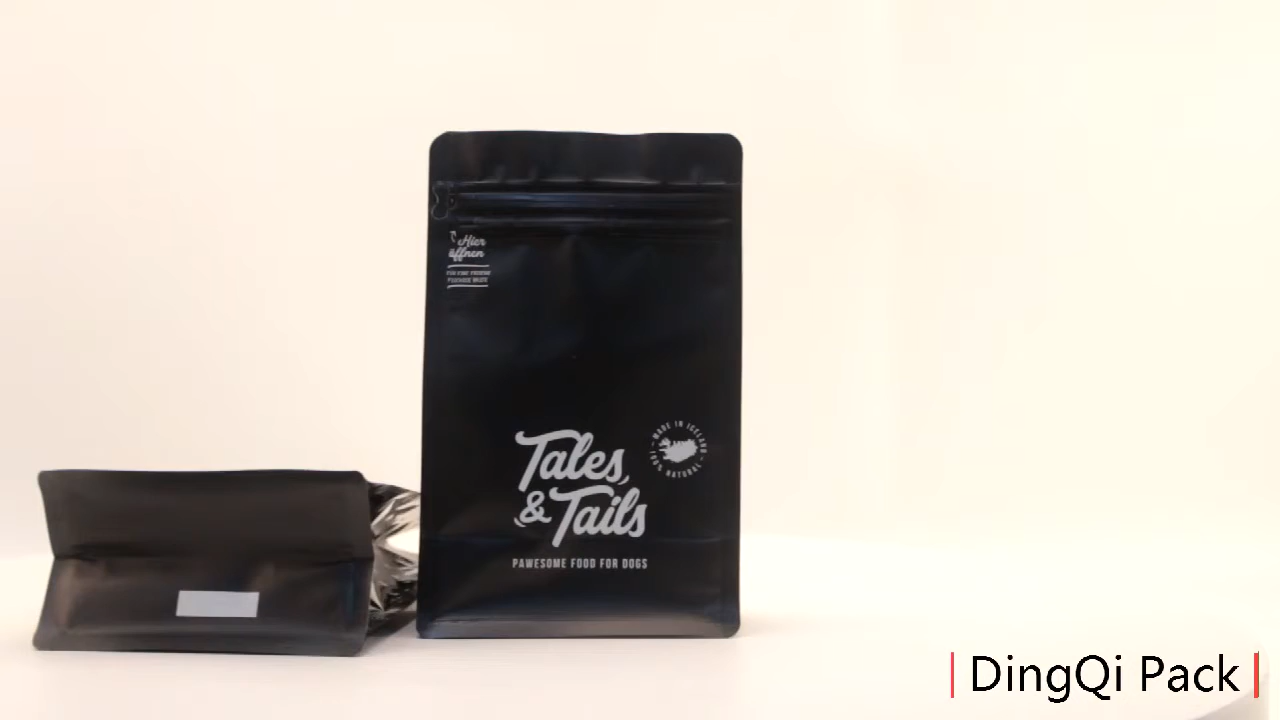 Hier
öffnen
Tales,
& Tails
MADE IN ICELAND
100% NATURAL
PAWESOME FOOD FOR DOGS
DingQi Pack